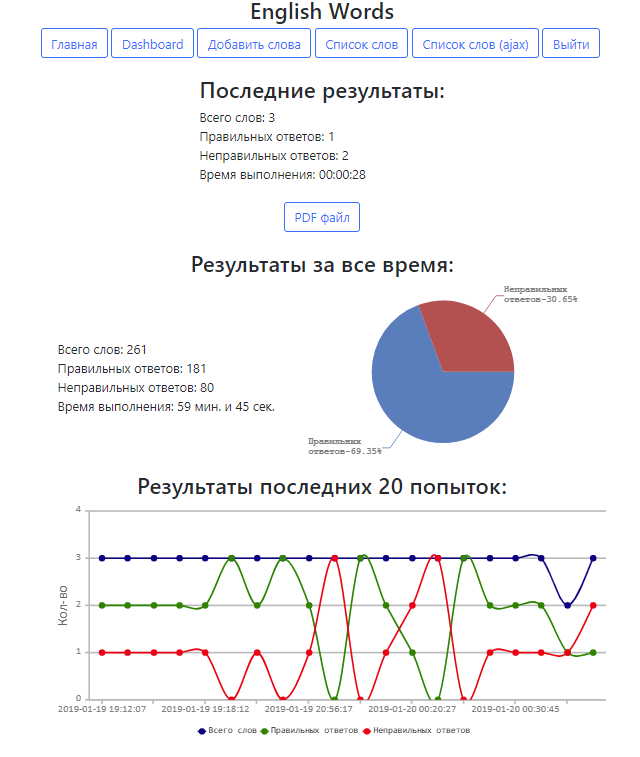 English Words
Главная Dashboard Добавить слова Список слов Список слов (ajax) Выйти
Последние результаты:
Всего слов: 3
Правильных ответов: 1
Неправильных ответов: 2
Время выполнения: 00:00:28
PDF файл
Результаты за все время:
Неправильных
ответов-30.65%
Всего слов: 261
Правильных ответов: 181
Неправильных ответов: 80
Время выполнения: 59 мин. и 45 сек.
Правильных
ответов-69.35%
Результаты последних 20 попыток:
4
3
2
1
0
Кол-во
2019-01-19 19:12:07 2019-01-19 19:18:12 2019-01-19 20:56:17 2019-01-20 00:20:27 2019-01-20 00:30:45
Всего слов Правильных ответов Неправильных ответов